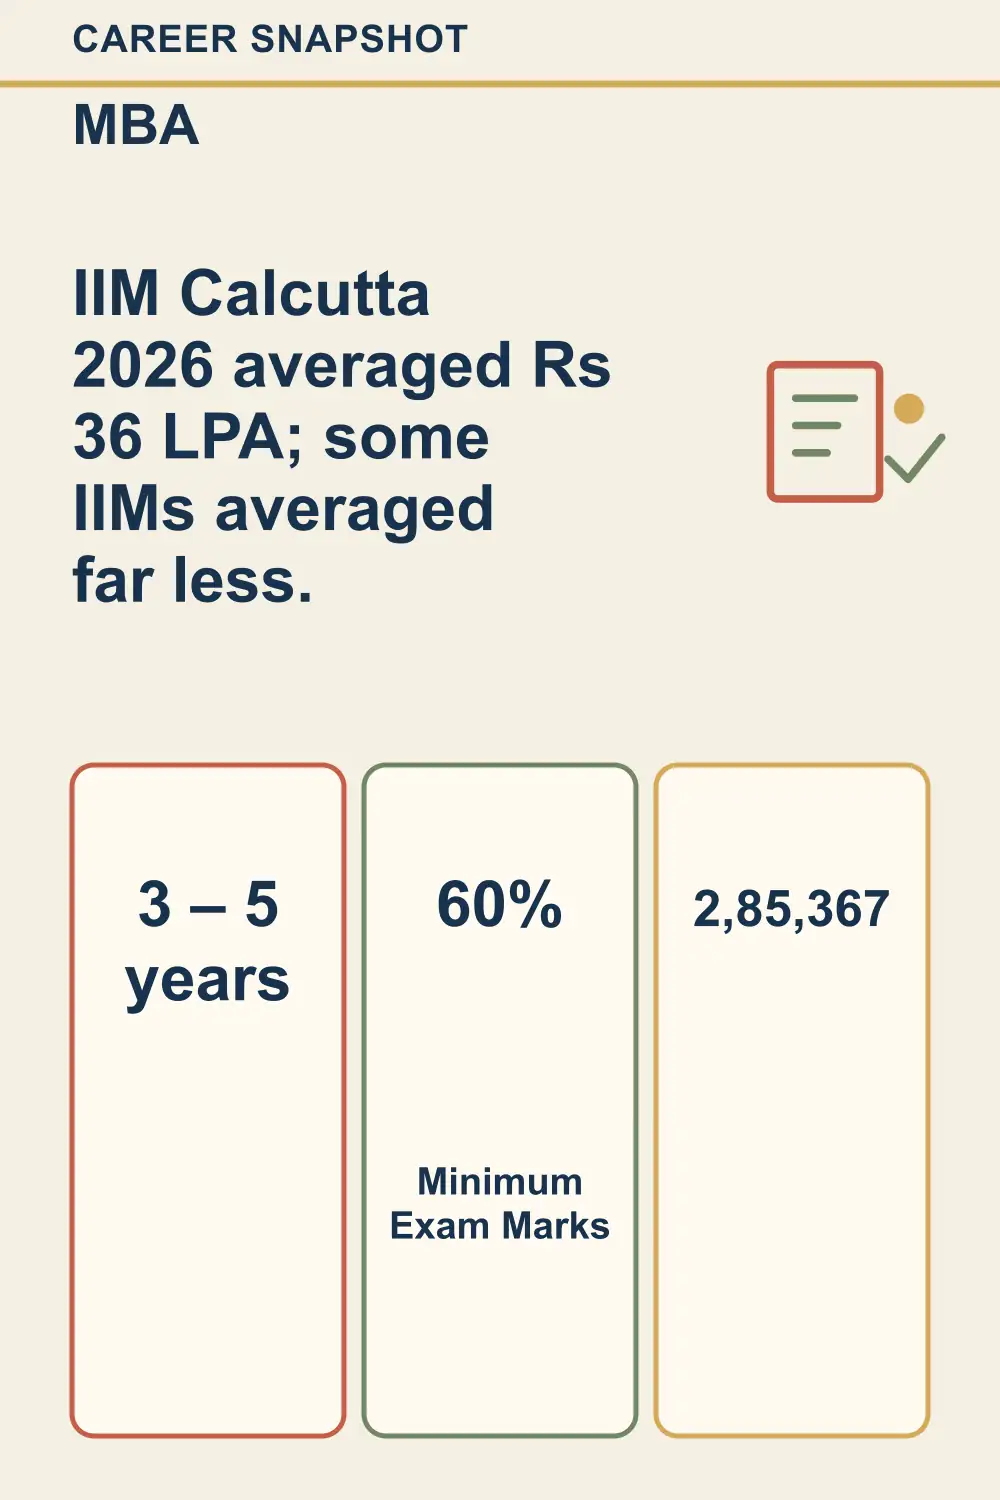 CAREER SNAPSHOT
MBA
IIM Calcutta
2026 averaged Rs
36 LPA; some
IIMs averaged
far less.
3 – 5
years
60%
Minimum
Exam Marks
2,85,367